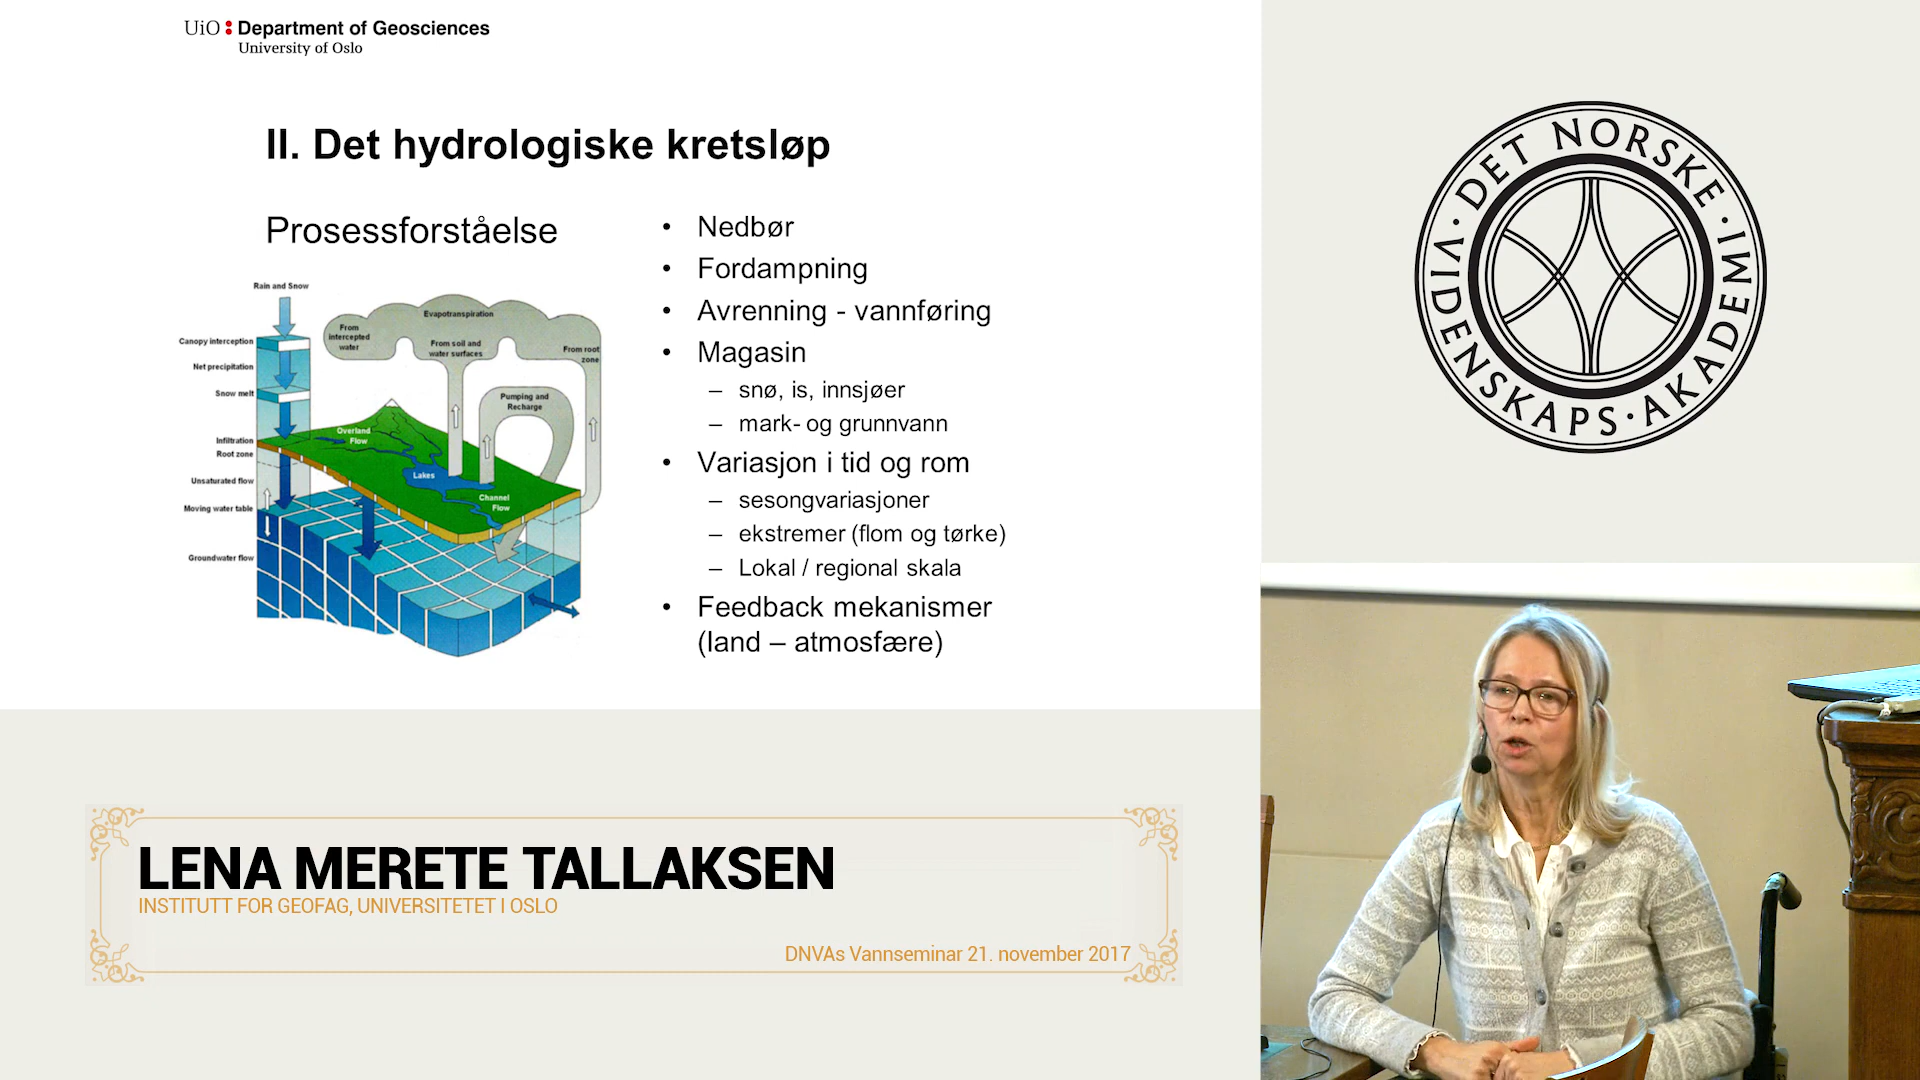 UiO Department of Geosciences
University of Oslo
II. Det hydrologiske kretsløp
Prosessforståelse
• Nedbør
• Fordampning
• Avrenning - vannføring
• Magasin
– snø, is, innsjøer
– mark- og grunnvann
• Variasjon i tid og rom
– sesongvariasjoner
– ekstremer (flom og tørke)
– Lokal / regional skala
• Feedback mekanismer
(land – atmosfære)
Rain and Snow
Canopy interception
Net precipitation
Snow melt
Infiltration
Root zone
Unsaturated flow
Moving water table
Groundwater flow
Evapotranspiration
From
intercepted
water
From soil and
water surfaces
From root
zone
Pumping and
Recharge
Overland
Flow
Lakes
Channel
Flow
DET NORSKE · VIDENSKAPS · AKADEMI ·
LENA MERETE TALLAKSEN
INSTITUTT FOR GEOFAG, UNIVERSITETET I OSLO
DNVAs Vannseminar 21. november 2017